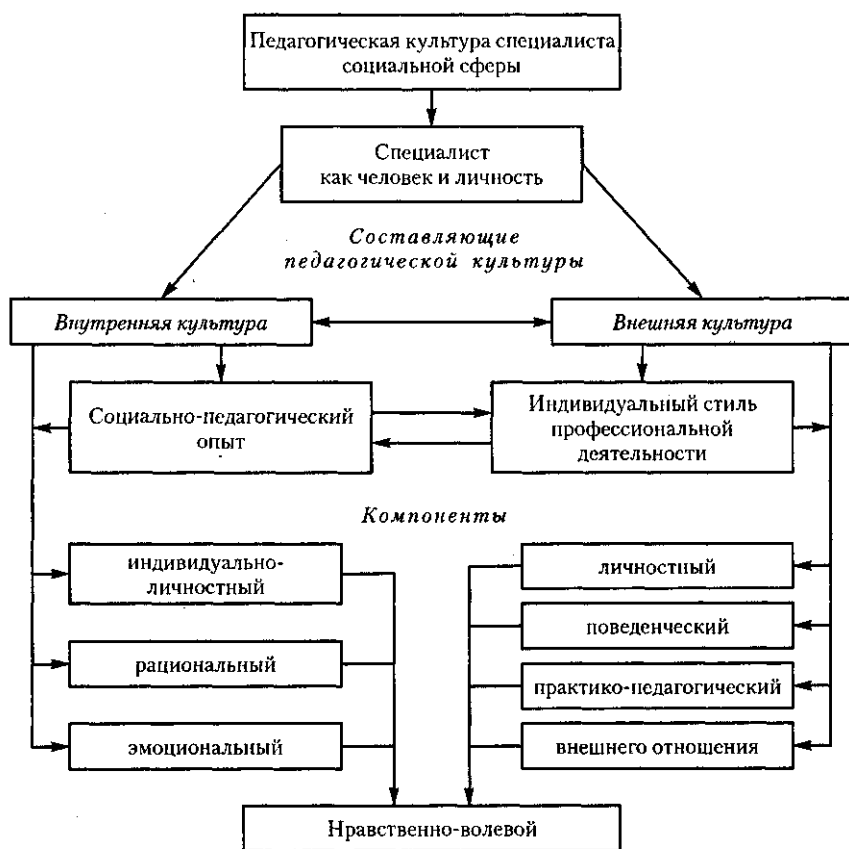 Педагогическая культура специалиста
социальной сферы
Специалист
как человек и личность
Составляющие
педагогической культуры
Внутренняя культура
Внешняя культура
Социально-педагогический
опыт
Индивидуальный стиль
профессиональной
деятельности
Компоненты
индивидуально-
личностный
рациональный
эмоциональный
личностный
поведенческий
практико-педагогический
внешнего отношения
Нравственно-волевой